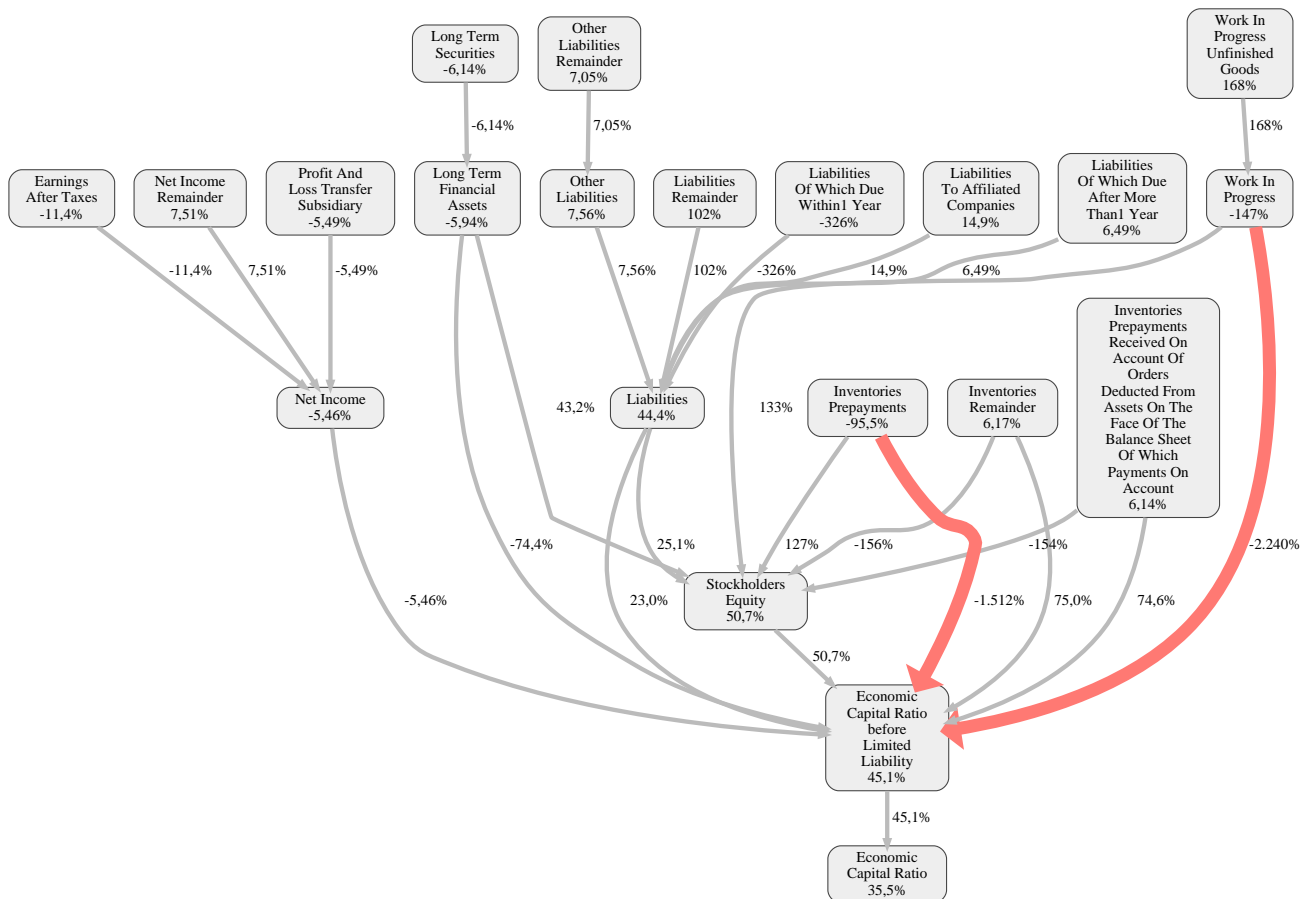 Long Term
Securities
-6,14%
Other
Liabilities
Remainder
7,05%
Work In
Progress
Unfinished
Goods
168%
-6,14%
7,05%
168%
Earnings
After Taxes
-11,4%
Net Income
Remainder
7,51%
Profit And
Loss Transfer
Subsidiary
-5,49%
Long Term
Financial
Assets
-5,94%
Other
Liabilities
7,56%
Liabilities
Remainder
102%
Liabilities
Of Which Due
Within1 Year
-326%
Liabilities
To Affiliated
Companies
14,9%
Liabilities
Of Which Due
After More
Than1 Year
6,49%
Work In
Progress
-147%
-11,4%
7,51%
-5,49%
7,56%
102%
-326%
14,9%
6,49%
Net Income
-5,46%
43,2%
Liabilities
44,4%
133%
Inventories
Prepayments
-95,5%
Inventories
Remainder
6,17%
Inventories
Prepayments
Received On
Account Of
Orders
Deducted From
Assets On The
Face Of The
Balance Sheet
Of Which
Payments On
Account
6,14%
-74,4%
25,1%
127%
-156%
-154%
-2.240%
Stockholders
Equity
50,7%
-5,46%
23,0%
-1.512%
75,0%
74,6%
50,7%
Economic
Capital Ratio
before
Limited
Liability
45,1%
45,1%
Economic
Capital Ratio
35,5%